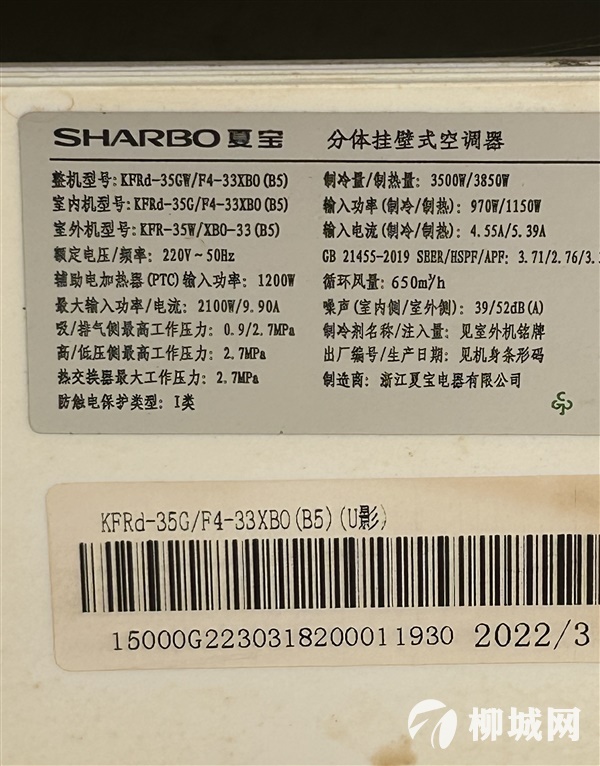 SHARBO 夏宝
分体挂壁式空调器
整机型号:KFRd-35GW/F4-33XBO(B5)
室内机型号:KFRd-35G/F4-33XBO(B5)
室外机型号:KFR-35W/XBO-33(B5)
额定电压/频率: 220V~50Hz
辅助电加热器(PTC)输入功率: 1200W
最大输入功率/电流: 2100W/9.90A
吸/排气侧最高工作压力: 0.9/2.7MPa
高/低压侧最高工作压力: 2.7MPa
热交换器最大工作压力: 2.7MPa
防触电保护类型: I类
制冷量/制热量: 3500W/3850W
输入功率(制冷/制热): 970W/1150W
输入电流(制冷/制热): 4.55A/5.39A
GB 21455-2019 SEER/HSPF/APF: 3.71/2.76/3.
循环风量: 650m³/h
噪声(室内侧/室外侧): 39/52dB(A)
制冷剂名称/注入量: 见室外机铭牌
出厂编号/生产日期: 见机身条形码
制造商: 浙江夏宝电器有限公司
KFRd-35G/F4-33XBO(B5)(U影)
15000G2230318200011930 2022/3
柳城网